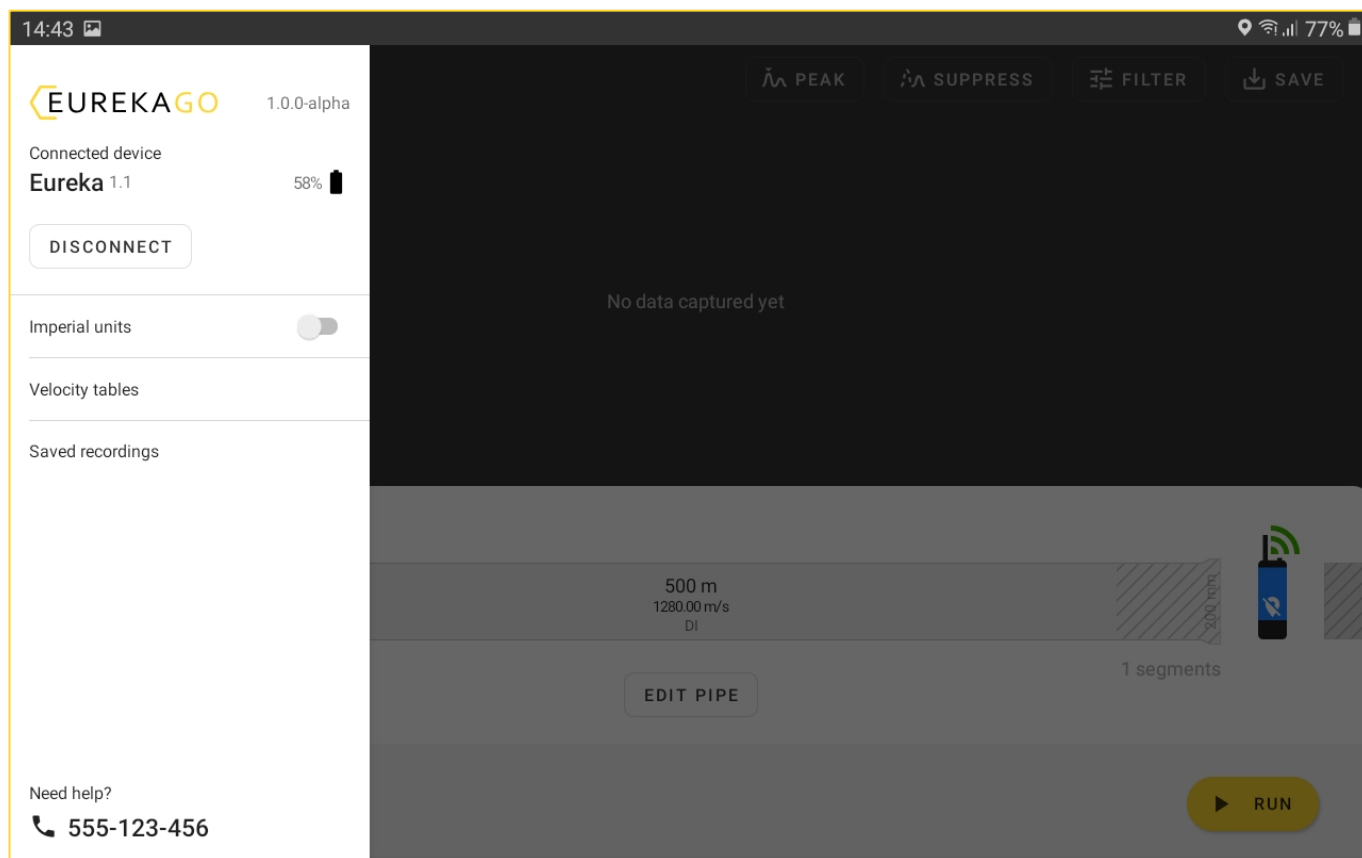 14:43
77%
EUREKAGO 1.0.0-alpha
Connected device
Eureka 1.1 58%
DISCONNECT
Imperial units
Velocity tables
Saved recordings
Need help?
555-123-456
PEAK SUPPRESS FILTER SAVE
No data captured yet
500 m
1280.00 m/s
DI
200 mm
1 segments
EDIT PIPE
RUN